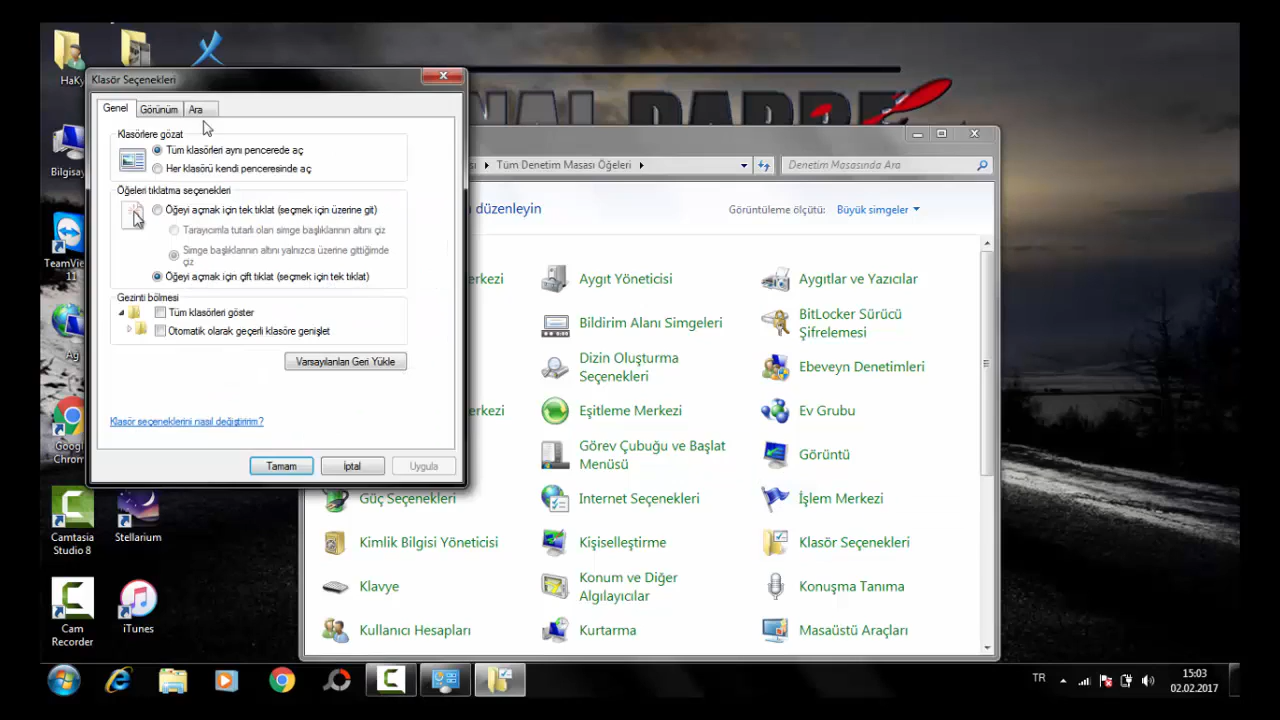 HaKy
Klasör Seçenekleri
Genel
Görünüm
Ara
Klasörlere gözat
Tüm klasörleri aynı pencerede aç
Her klasörü kendi penceresinde aç
Öğeleri tıklatma seçenekleri
Öğeyi açmak için tek tıklat (seçmek için üzerine git)
Tarayıcımla tutarlı olan simge başlıklarının altını çiz
Simge başlıklarının altını yalnızca üzerine gittiğimde
çiz
Öğeyi açmak için çift tıklat (seçmek için tek tıklat)
Gezinti bölmesi
Tüm klasörleri göster
Otomatik olarak geçerli klasöre genişlet
Varsayılanları Geri Yükle
Klasör seçeneklerini nasıl değiştiririm?
Tamam
İptal
Uygula
Bilgisay
TeamView
11
Ağ
Googl
Chrom
Camtasia
Studio 8
Stellarium
Cam
Recorder
iTunes
Tüm Denetim Masası Öğeleri
Denetim Masasında Ara
düzenleyin
Görüntüleme ölçütü:
Büyük simgeler
erkezi
Aygıt Yöneticisi
Aygıtlar ve Yazıcılar
Bildirim Alanı Simgeleri
BitLocker Sürücü
Şifrelemesi
Dizin Oluşturma
Seçenekleri
Ebeveyn Denetimleri
erkezi
Eşitleme Merkezi
Ev Grubu
Görev Çubuğu ve Başlat
Menüsü
Görüntü
Güç Seçenekleri
Internet Seçenekleri
İşlem Merkezi
Kimlik Bilgisi Yöneticisi
Kişiselleştirme
Klasör Seçenekleri
Klavye
Konum ve Diğer
Algılayıcılar
Konuşma Tanıma
Kullanıcı Hesapları
Kurtarma
Masaüstü Araçları
TR
15:03
02.02.2017